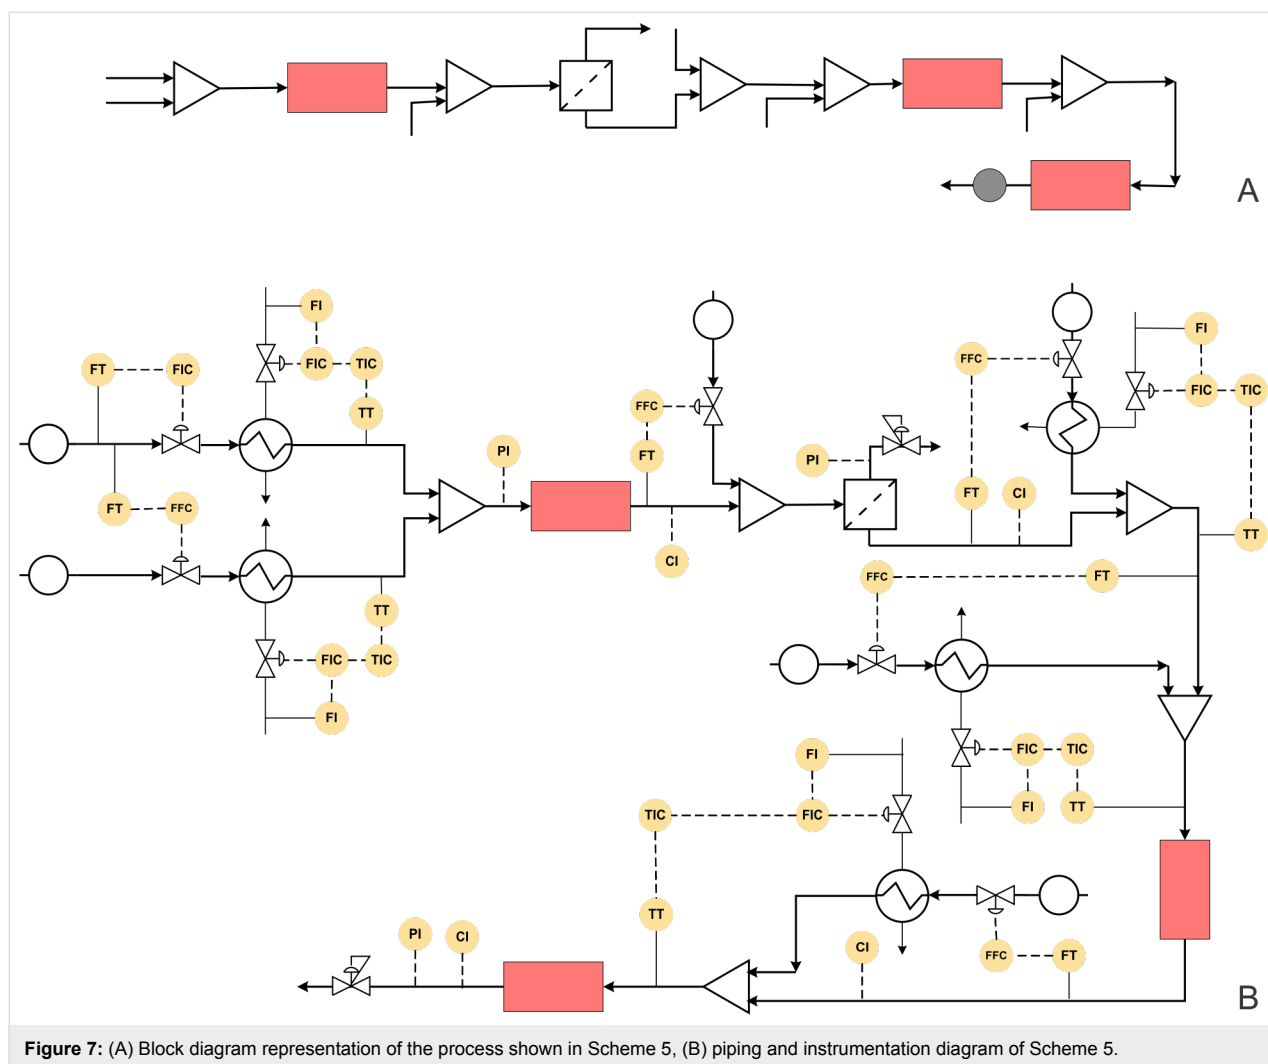 A
FI
FT
FIC
FIC
TIC
TT
FT
FFC
TT
FIC
TIC
FI
PI
FFC
FT
CI
PI
FFC
FT
CI
FI
FIC
TIC
TT
FFC
FT
FIC
TIC
FI
TT
FI
TIC
FIC
TT
PI
CI
CI
FFC
FT
B
Figure 7: (A) Block diagram representation of the process shown in Scheme 5, (B) piping and instrumentation diagram of Scheme 5.